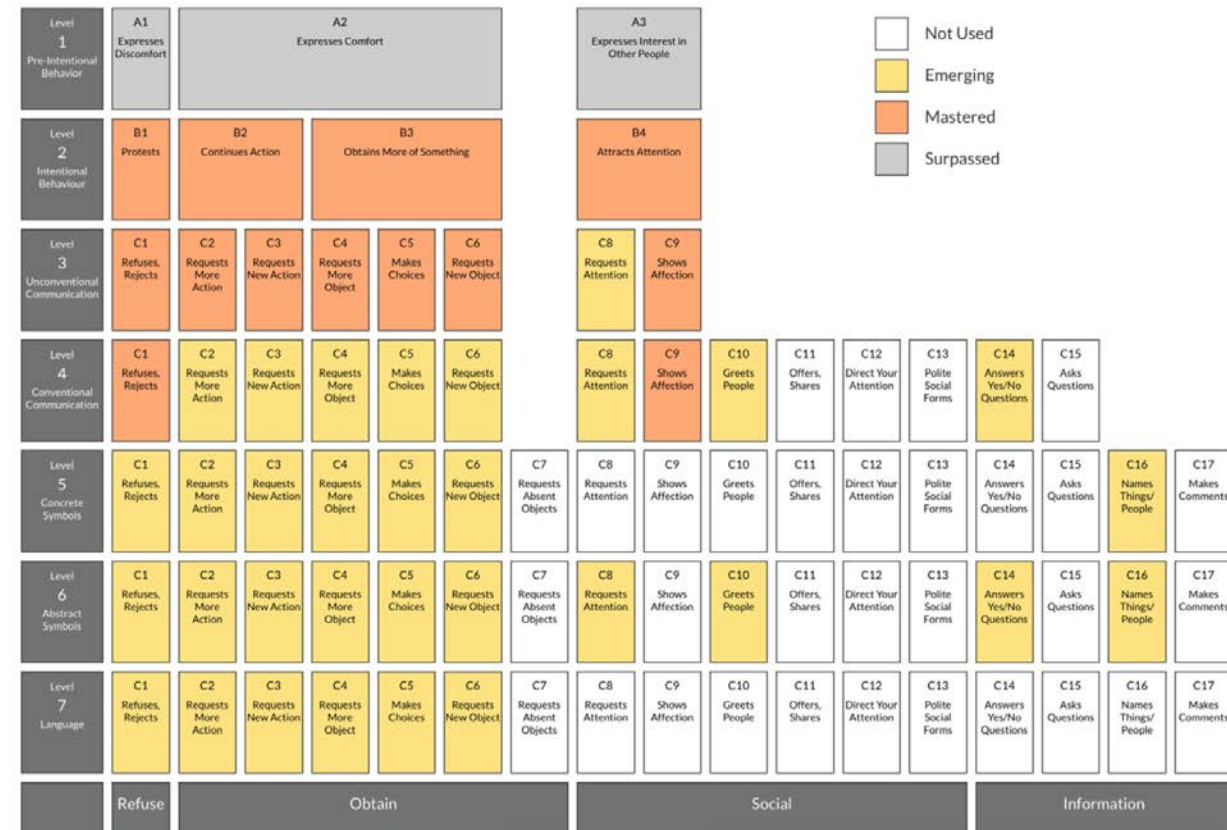 Level
1
Pre-Intentional
Behavior
A1
Expresses
Discomfort
A2
Expresses Comfort
A3
Expresses Interest in
Other People
Not Used
Emerging
Mastered
Surpassed
Level
2
Intentional
Behaviour
B1
Protests
B2
Continues Action
B3
Obtains More of Something
B4
Attracts Attention
Level
3
Unconventional
Communication
C1
Refuses,
Rejects
C2
Requests
More
Action
C3
Requests
New Action
C4
Requests
More
Object
C5
Makes
Choices
C6
Requests
New Object
C8
Requests
Attention
C9
Shows
Affection
Level
4
Conventional
Communication
C1
Refuses,
Rejects
C2
Requests
More
Action
C3
Requests
New Action
C4
Requests
More
Object
C5
Makes
Choices
C6
Requests
New Object
C8
Requests
Attention
C9
Shows
Affection
C10
Greets
People
C11
Offers,
Shares
C12
Direct Your
Attention
C13
Polite
Social
Forms
C14
Answers
Yes/No
Questions
C15
Asks
Questions
Level
5
Concrete
Symbols
C1
Refuses,
Rejects
C2
Requests
More
Action
C3
Requests
New Action
C4
Requests
More
Object
C5
Makes
Choices
C6
Requests
New Object
C7
Requests
Absent
Objects
C8
Requests
Attention
C9
Shows
Affection
C10
Greets
People
C11
Offers,
Shares
C12
Direct Your
Attention
C13
Polite
Social
Forms
C14
Answers
Yes/No
Questions
C15
Asks
Questions
C16
Names
Things/
People
C17
Makes
Comments
Level
6
Abstract
Symbols
C1
Refuses,
Rejects
C2
Requests
More
Action
C3
Requests
New Action
C4
Requests
More
Object
C5
Makes
Choices
C6
Requests
New Object
C7
Requests
Absent
Objects
C8
Requests
Attention
C9
Shows
Affection
C10
Greets
People
C11
Offers,
Shares
C12
Direct Your
Attention
C13
Polite
Social
Forms
C14
Answers
Yes/No
Questions
C15
Asks
Questions
C16
Names
Things/
People
C17
Makes
Comments
Level
7
Language
C1
Refuses,
Rejects
C2
Requests
More
Action
C3
Requests
New Action
C4
Requests
More
Object
C5
Makes
Choices
C6
Requests
New Object
C7
Requests
Absent
Objects
C8
Requests
Attention
C9
Shows
Affection
C10
Greets
People
C11
Offers,
Shares
C12
Direct Your
Attention
C13
Polite
Social
Forms
C14
Answers
Yes/No
Questions
C15
Asks
Questions
C16
Names
Things/
People
C17
Makes
Comments
Refuse
Obtain
Social
Information